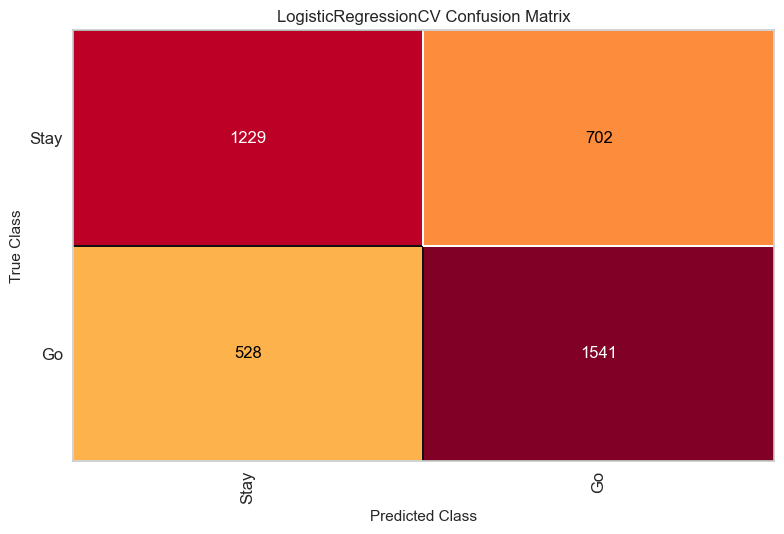 LogisticRegressionCV Confusion Matrix
True Class
Stay
1229 702
Go
528 1541
Stay Go
Predicted Class